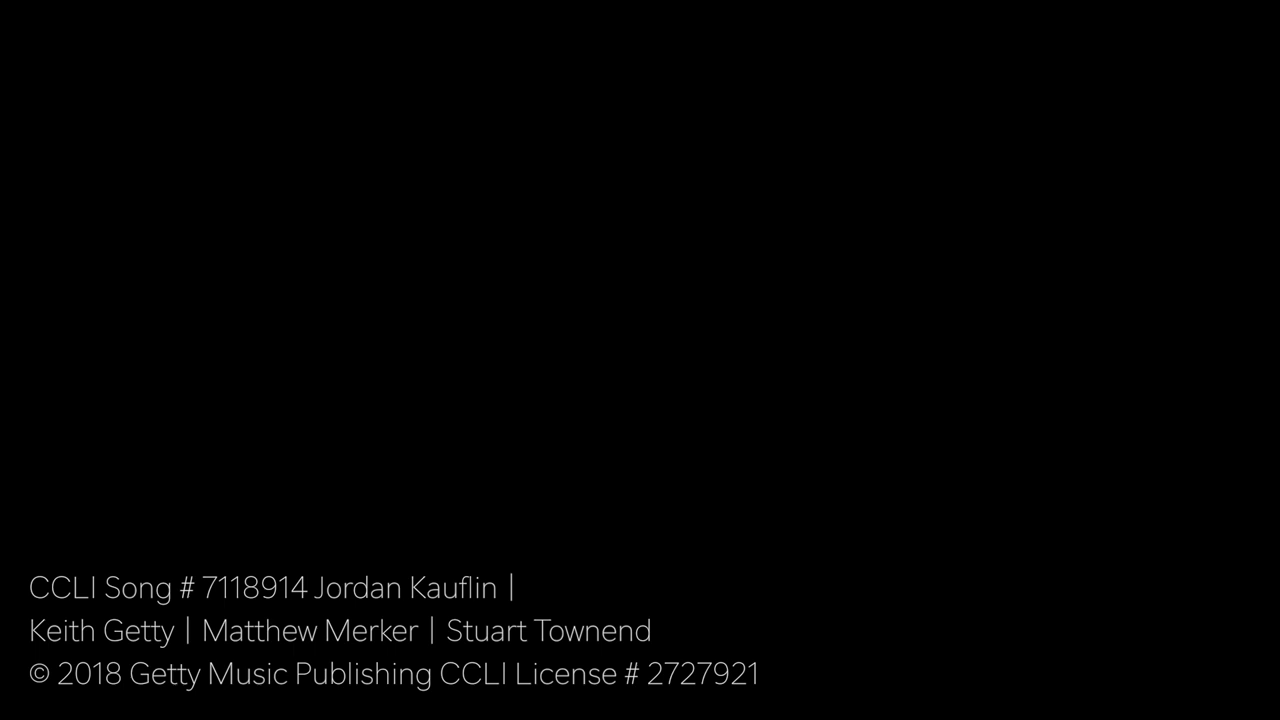 CCLI Song # 7118914 Jordan Kauflin |
Keith Getty | Matthew Merker | Stuart Townend
© 2018 Getty Music Publishing CCLI License # 2727921